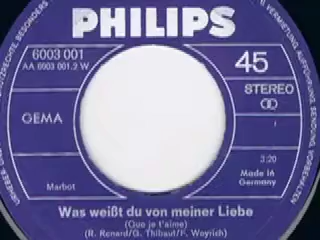 PHILIPS
6003 001
AA 6003 001.2 W
45
STEREO
GEMA
3:20
Made in
Germany
Marbot
Was weißt du von meiner Liebe
(Que je t'aime)
(R. Renard/G. Thibaut/F. Weyrich)